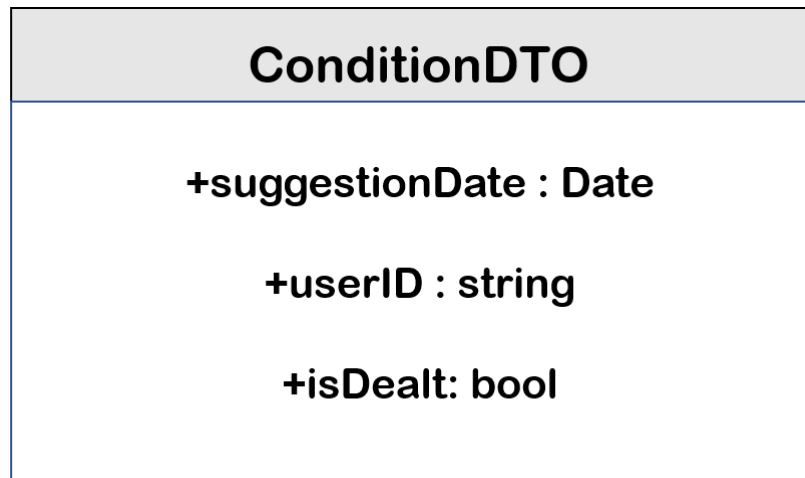 ConditionDTO
+suggestionDate : Date
+userID : string
+isDealt: bool